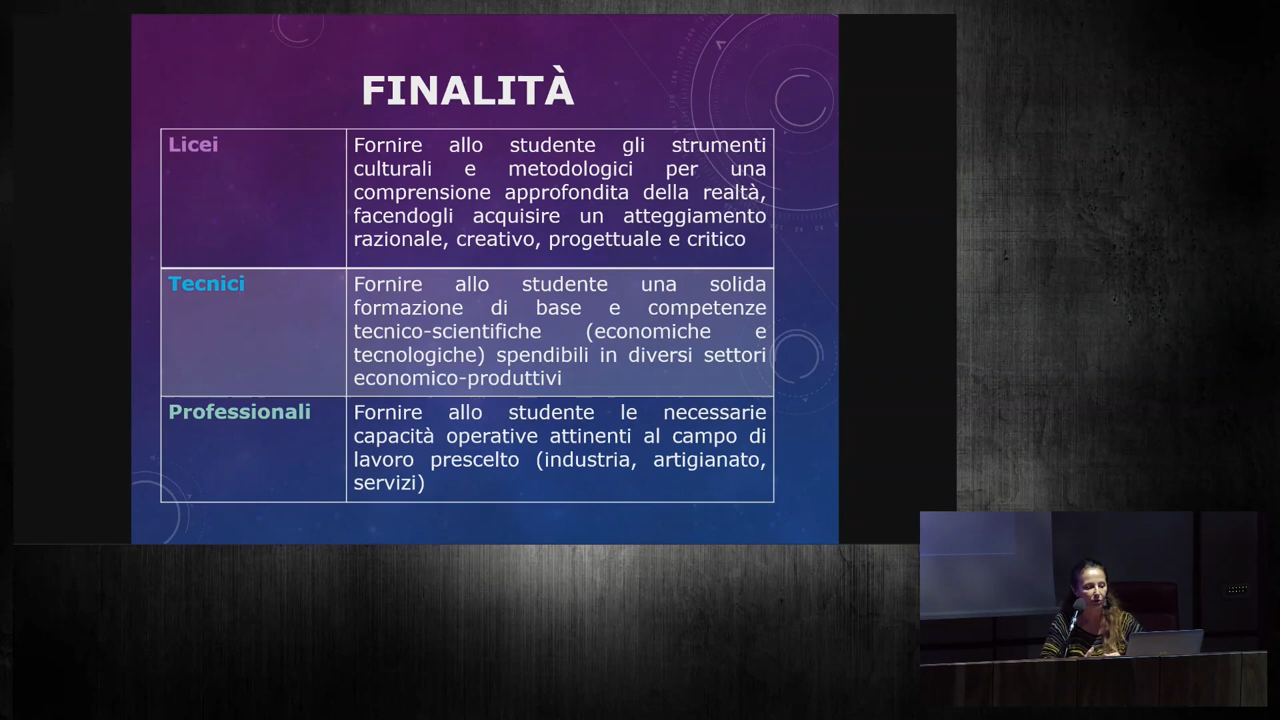 FINALITÀ
Licei
Fornire allo studente gli strumenti
culturali e metodologici per una
comprensione approfondita della realtà,
facendogli acquisire un atteggiamento
razionale, creativo, progettuale e critico
Tecnici
Fornire allo studente una solida
formazione di base e competenze
tecnico-scientifiche (economiche e
tecnologiche) spendibili in diversi settori
economico-produttivi
Professionali
Fornire allo studente le necessarie
capacità operative attinenti al campo di
lavoro prescelto (industria, artigianato,
servizi)